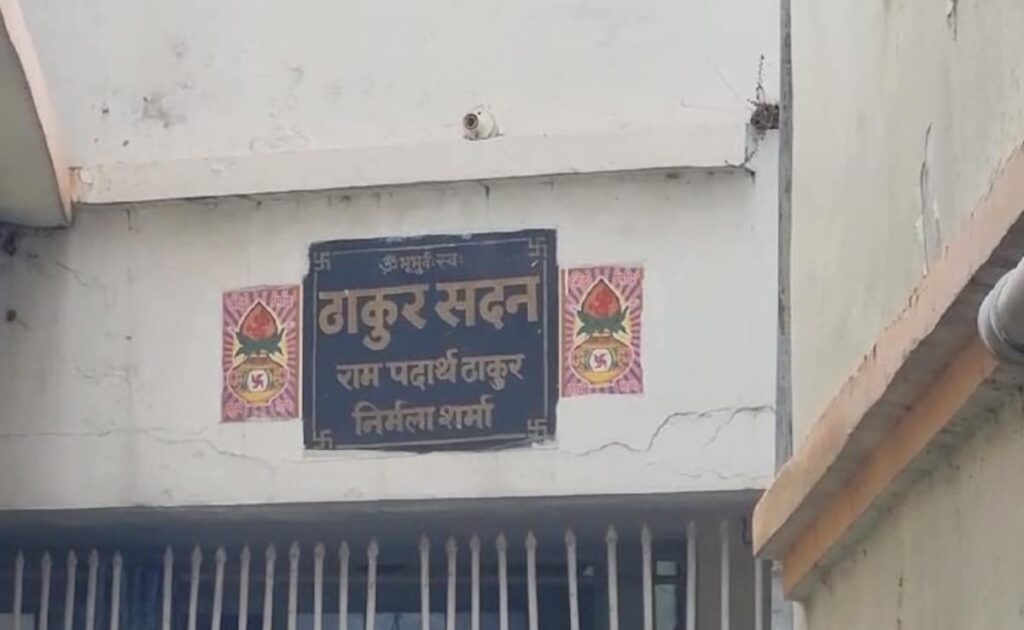 ॐ भूर्भुवः स्वः
ठाकुर सदन
राम पदार्थ ठाकुर
निर्मला शर्मा